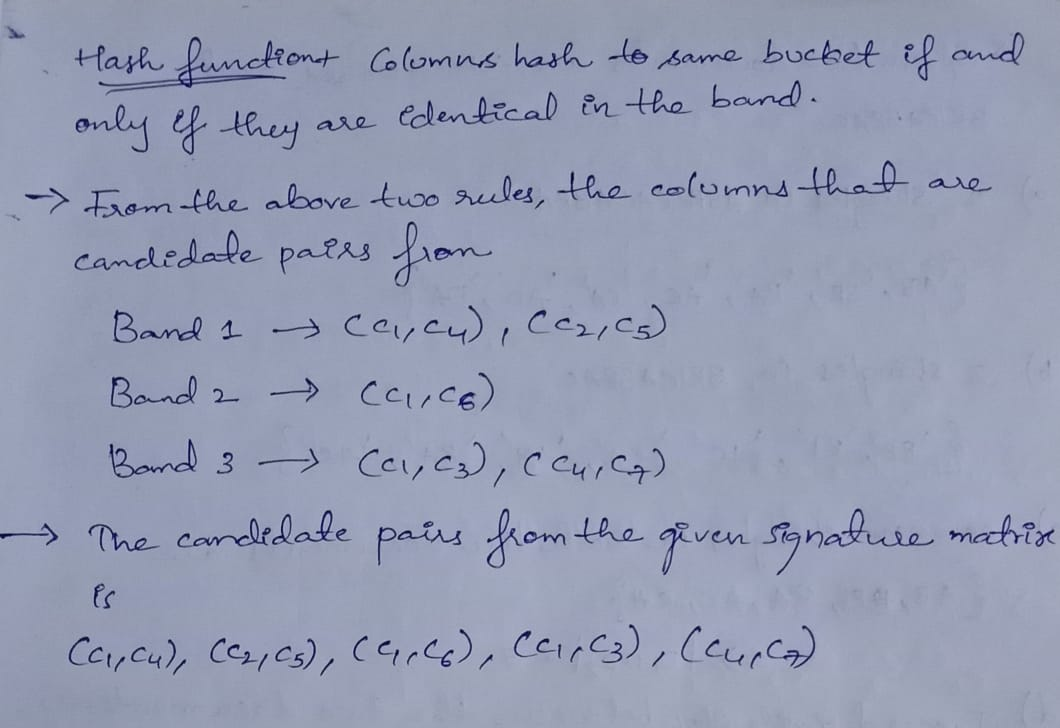 Hash function: Columns hash to same bucket if and
only if they are identical in the band.
→ From the above two rules, the columns that are
candidate pairs from
Band 1 → (C1, C4), (C2, C5)
Band 2 → (C1, C6)
Band 3 → (C1, C3), (C4, C7)
→ The candidate pairs from the given signature matrix
is
(C1, C4), (C2, C5), (C1, C6), (C1, C3), (C4, C7)